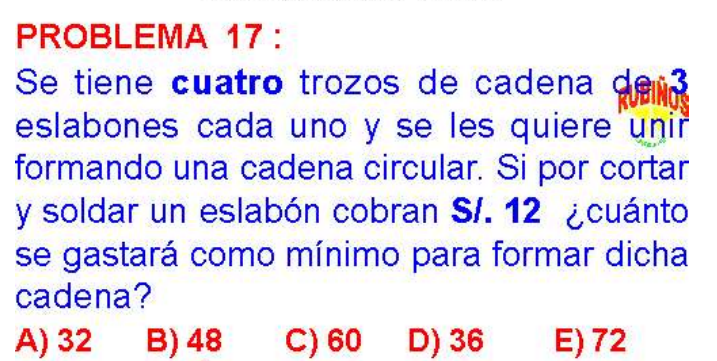 PROBLEMA 17 :
Se tiene cuatro trozos de cadena de 3
RUBIÑOS
eslabones cada uno y se les quiere unir
formando una cadena circular. Si por cortar
y soldar un eslabón cobran S/. 12 ¿cuánto
se gastará como mínimo para formar dicha
cadena?
A) 32 B) 48 C) 60 D) 36 E) 72